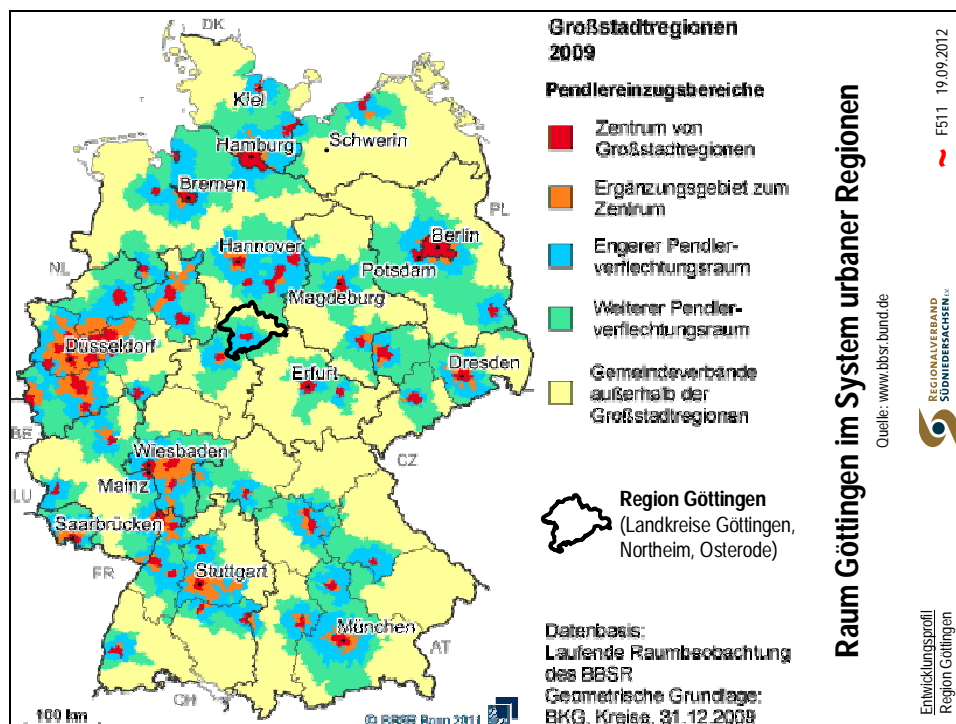 Großstadtregionen
2009
Pendlereinzugsbereiche
Zentrum von
Großstadtregionen
Ergänzungsgebiet zum
Zentrum
Engerer Pendler-
verflechtungsraum
Weiterer Pendler-
verflechtungsraum
Gemeindeverbände
außerhalb der
Großstadtregionen
Region Göttingen
(Landkreise Göttingen,
Northeim, Osterode)
Datenbasis:
Laufende Raumbeobachtung
des BBSR
Geometrische Grundlage:
BKG, Kreise, 31.12.2009
DK
Kiel
Schwerin
Hamburg
Bremen
PL
Berlin
Hannover
Potsdam
NL
Magdeburg
Düsseldorf
Dresden
Erfurt
BE
Wiesbaden
CZ
Mainz
LU
Saarbrücken
FR
Stuttgart
München
AT
CH
100 km
© BBSR Bonn 2011
Raum Göttingen im System urbaner Regionen
Quelle: www.bbsr.bund.de
F511 19.09.2012
REGIONALVERBAND
SÜDNIEDERSACHSEN e.V.
Entwicklungsprofil
Region Göttingen